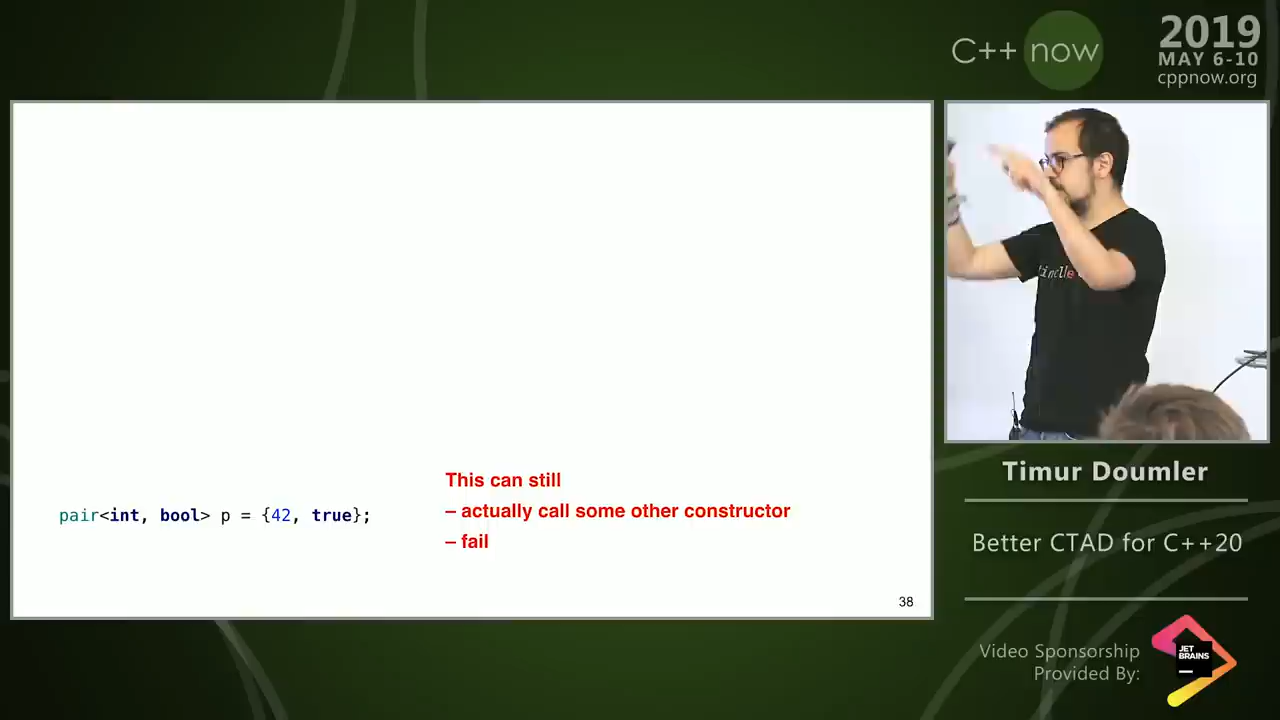 C++ now
2019
MAY 6-10
cppnow.org
This can still
– actually call some other constructor
pair<int, bool> p = {42, true};
– fail
38
Timur Doumler
Better CTAD for C++20
Video Sponsorship
Provided By:
JET
BRAINS